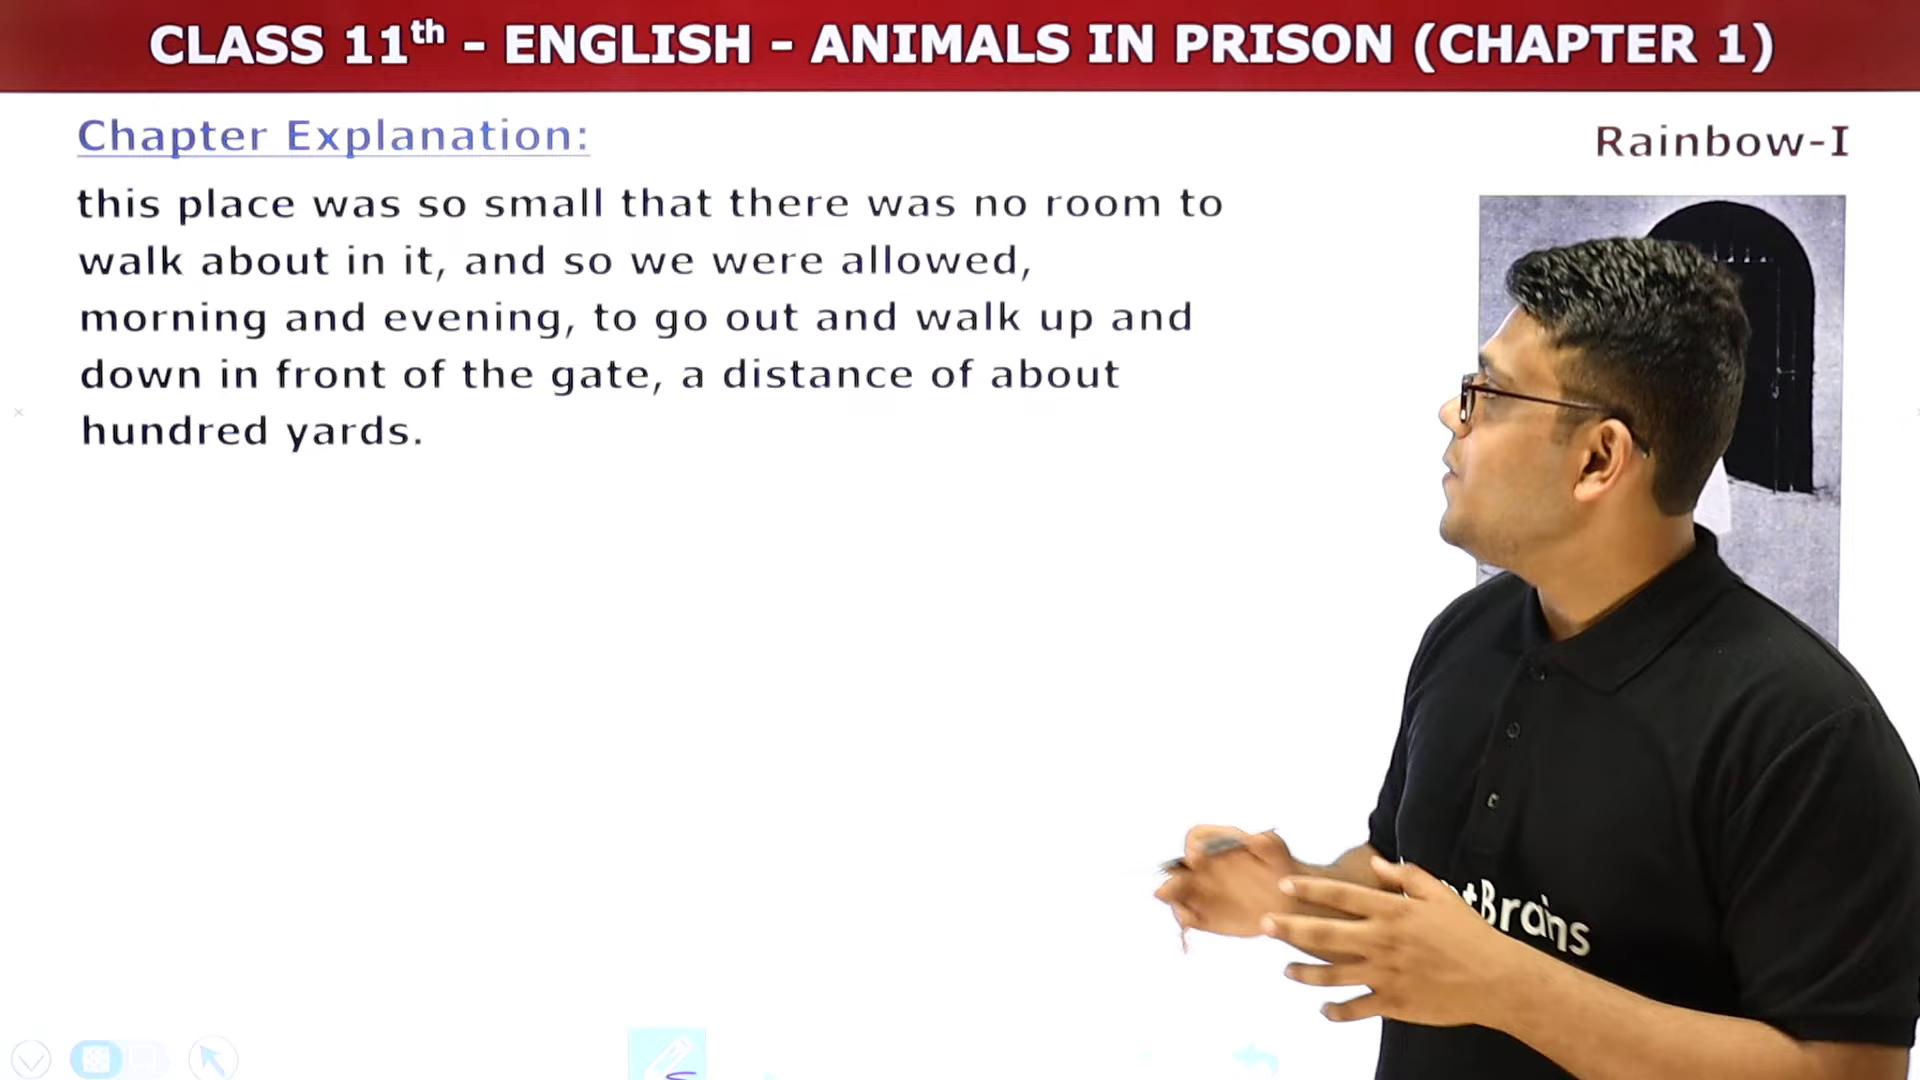 CLASS 11th - ENGLISH - ANIMALS IN PRISON (CHAPTER 1)
Chapter Explanation:
Rainbow-I
this place was so small that there was no room to
walk about in it, and so we were allowed,
morning and evening, to go out and walk up and
down in front of the gate, a distance of about
hundred yards.